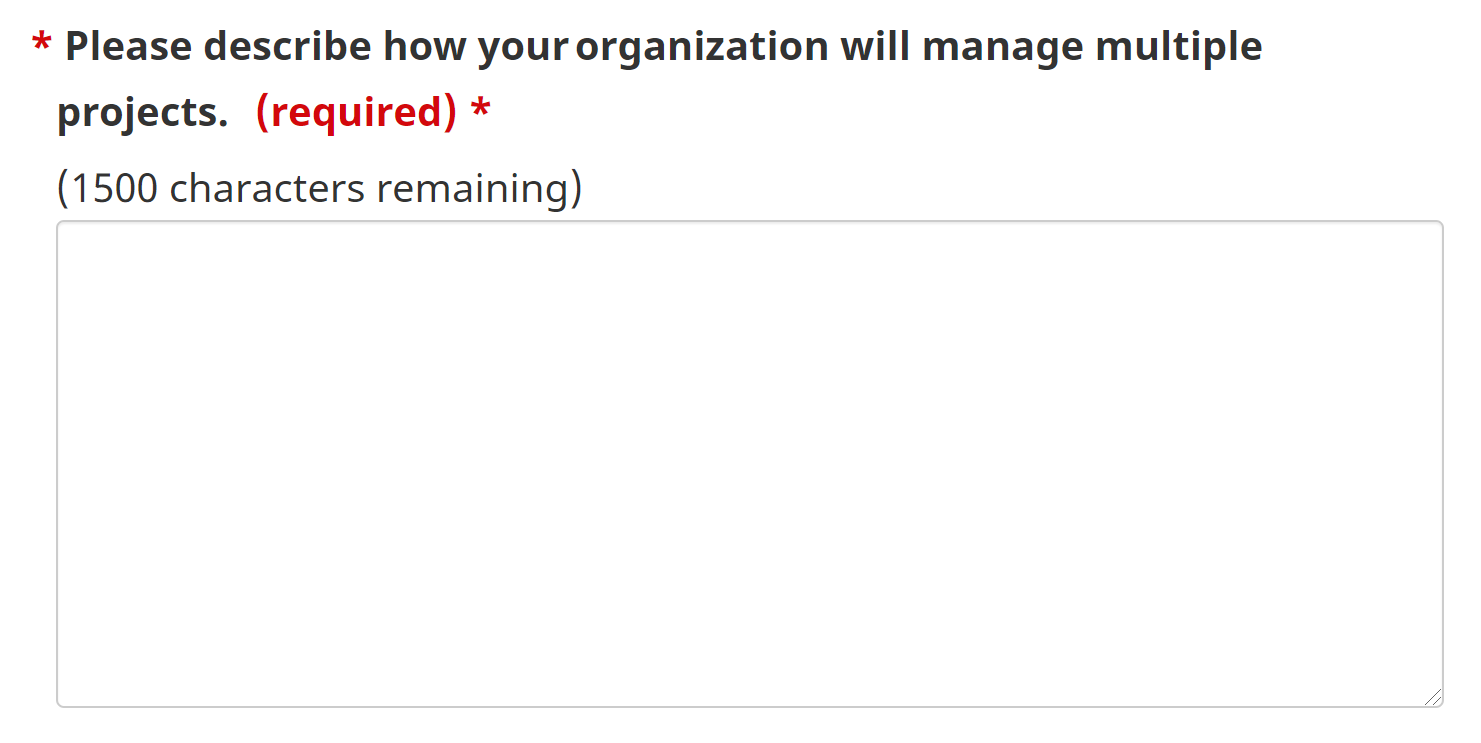 * Please describe how your organization will manage multiple
projects. (required) *
(1500 characters remaining)